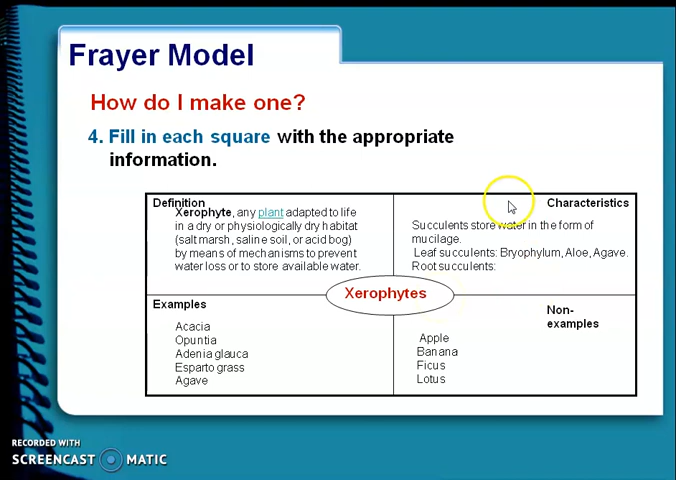 Frayer Model
How do I make one?
4. Fill in each square with the appropriate
information.
Definition
Xerophyte, any plant adapted to life
in a dry or physiologically dry habitat
(salt marsh, saline soil, or acid bog)
by means of mechanisms to prevent
water loss or to store available water.
Characteristics
Succulents store water in the form of
mucilage.
Leaf succulents: Bryophylum, Aloe, Agave.
Root succulents:
Xerophytes
Examples
Acacia
Opuntia
Adenia glauca
Esparto grass
Agave
Non-
examples
Apple
Banana
Ficus
Lotus
RECORDED WITH
SCREENCAST MATIC